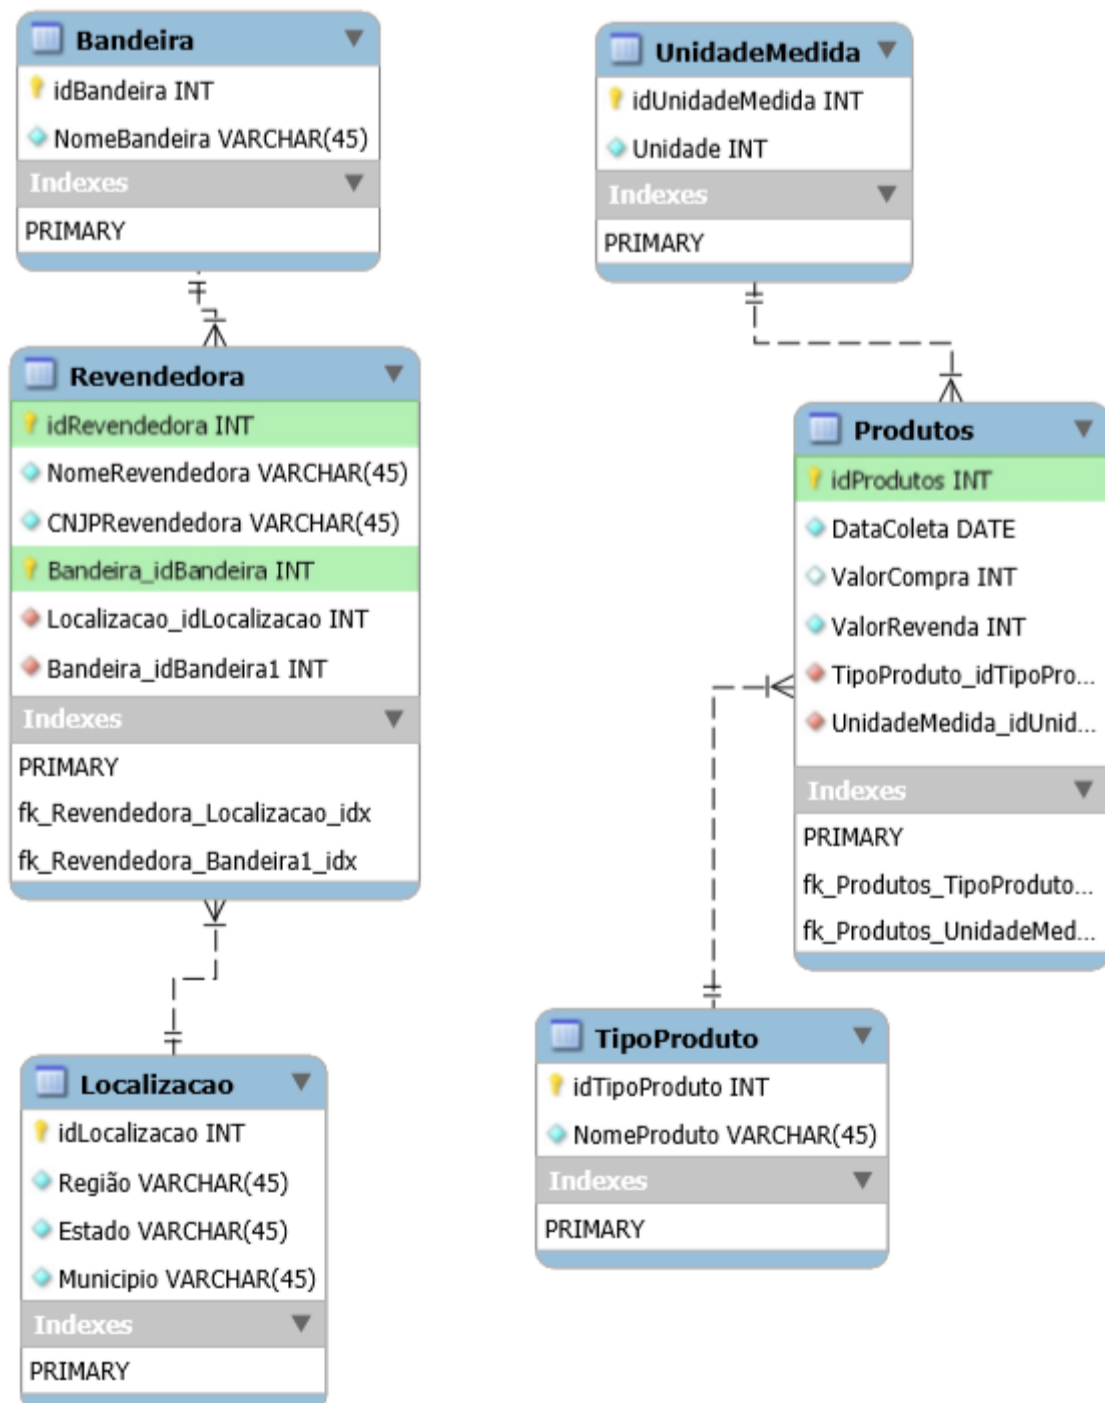 Bandeira
idBandeira INT
NomeBandeira VARCHAR(45)
Indexes
PRIMARY
Revendedora
idRevendedora INT
NomeRevendedora VARCHAR(45)
CNJPRevendedora VARCHAR(45)
Bandeira_idBandeira INT
Localizacao_idLocalizacao INT
Bandeira_idBandeira1 INT
Indexes
PRIMARY
fk_Revendedora_Localizacao_idx
fk_Revendedora_Bandeira1_idx
Localizacao
idLocalizacao INT
Região VARCHAR(45)
Estado VARCHAR(45)
Municipio VARCHAR(45)
Indexes
PRIMARY
UnidadeMedida
idUnidadeMedida INT
Unidade INT
Indexes
PRIMARY
Produtos
idProdutos INT
DataColeta DATE
ValorCompra INT
ValorRevenda INT
TipoProduto_idTipoPro...
UnidadeMedida_idUnid...
Indexes
PRIMARY
fk_Produtos_TipoProduto...
fk_Produtos_UnidadeMed...
TipoProduto
idTipoProduto INT
NomeProduto VARCHAR(45)
Indexes
PRIMARY